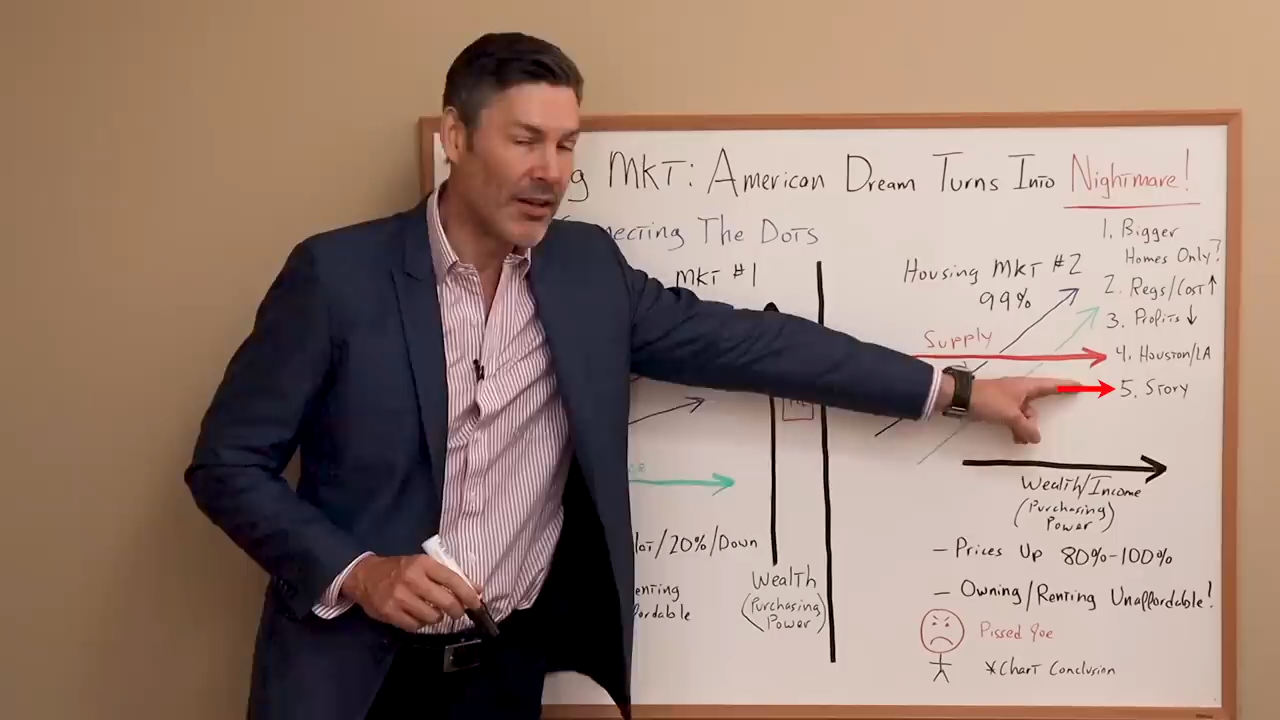 MKT: American Dream Turns Into Nightmare!
The Dots
MKT #1
Housing MKT #2
99%
Supply
1. Bigger
Homes Only?
2. Regs/Cost ↑
3. Profits ↓
4. Houston/LA
5. Story
/20%/Down
Wealth
(Purchasing
Power)
Wealth/Income
(Purchasing
Power)
- Prices Up 80%-100%
- Owning/Renting Unaffordable!
Pissed Joe
*Chart Conclusion